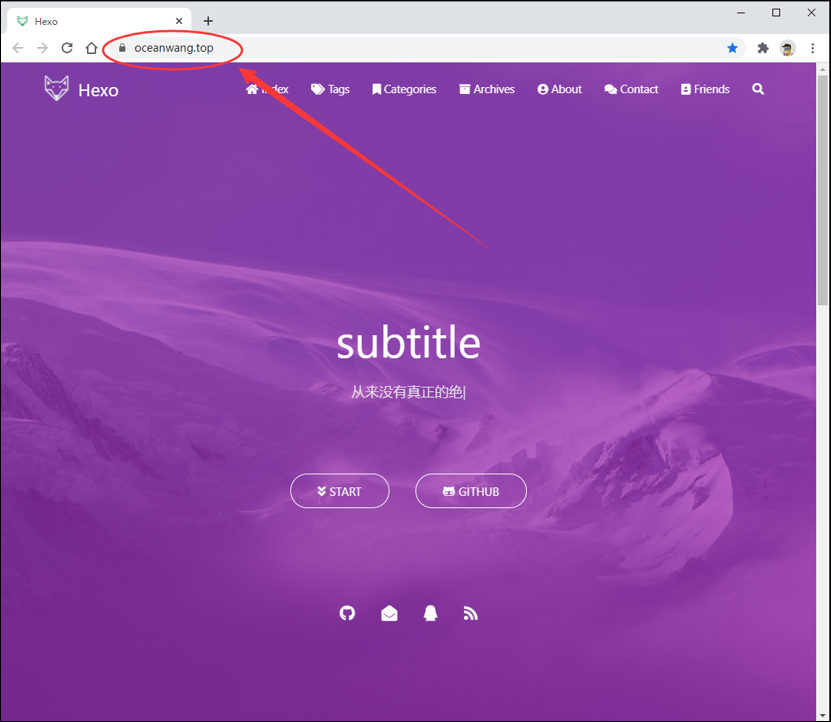 Hexo
oceanwang.top
Hexo
Index Tags Categories Archives About Contact Friends
subtitle
从来没有真正的绝|
START GITHUB